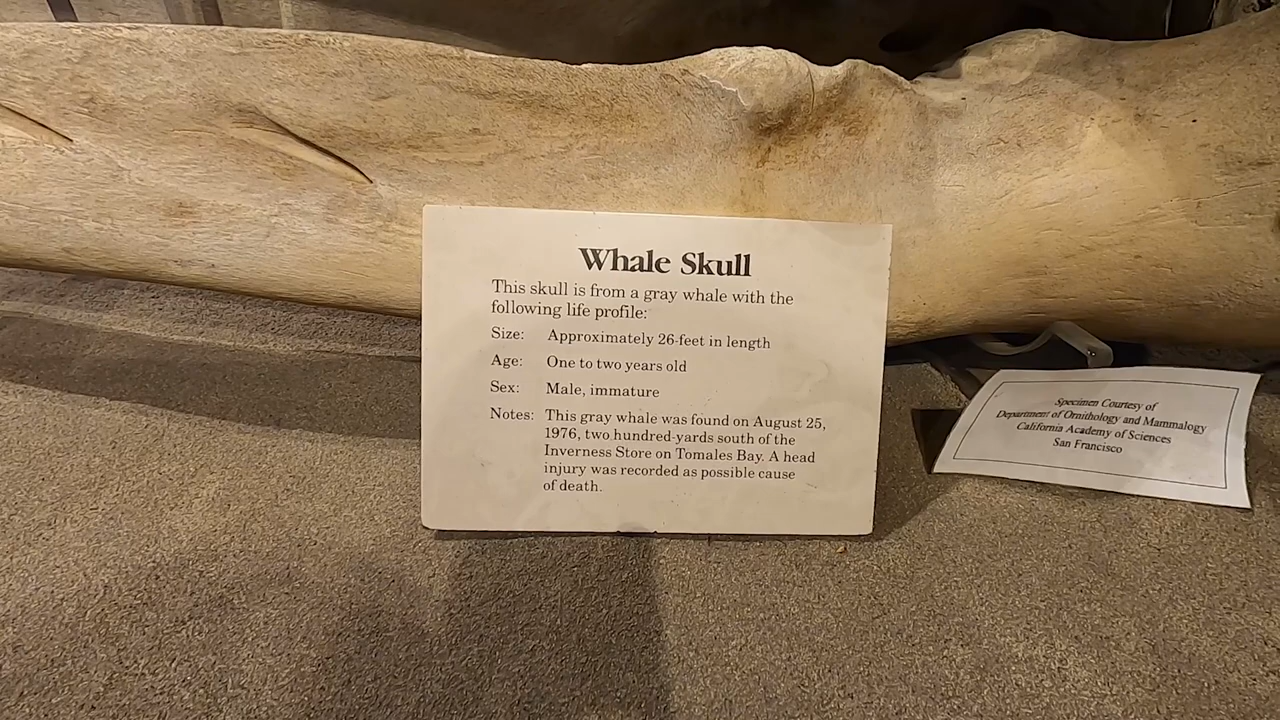 Whale Skull
This skull is from a gray whale with the
following life profile:
Size: Approximately 26-feet in length
Age: One to two years old
Sex: Male, immature
Notes: This gray whale was found on August 25,
1976, two hundred-yards south of the
Inverness Store on Tomales Bay. A head
injury was recorded as possible cause
of death.
Specimen Courtesy of
Department of Ornithology and Mammalogy
California Academy of Sciences
San Francisco